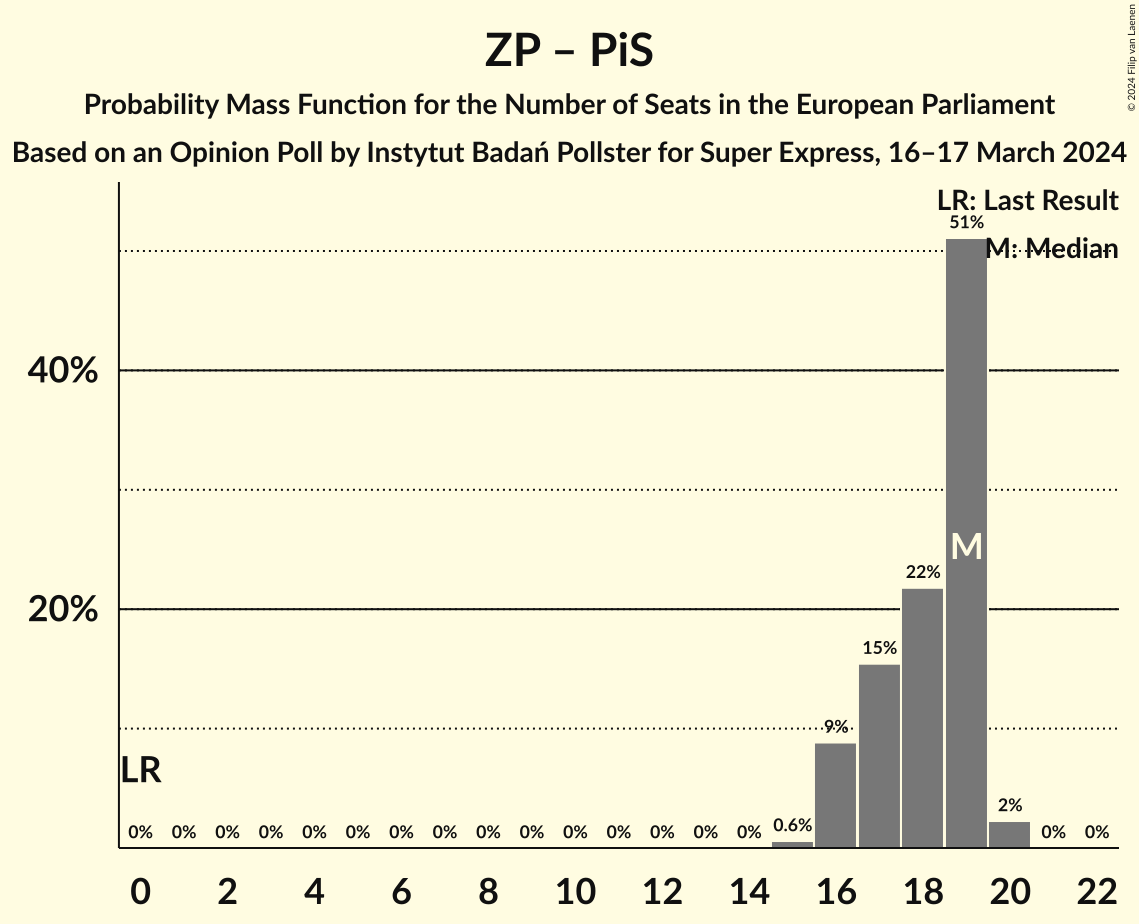 ZP – PiS
Probability Mass Function for the Number of Seats in the European Parliament
Based on an Opinion Poll by Instytut Badań Pollster for Super Express, 16–17 March 2024
© 2024 Filip van Laenen
LR: Last Result
51%
M: Median
40%
M
22%
20%
15%
9%
LR
2%
0.6%
0% 0% 0% 0% 0% 0% 0% 0% 0% 0% 0% 0% 0% 0% 0% 0% 0%
0 2 4 6 8 10 12 14 16 18 20 22